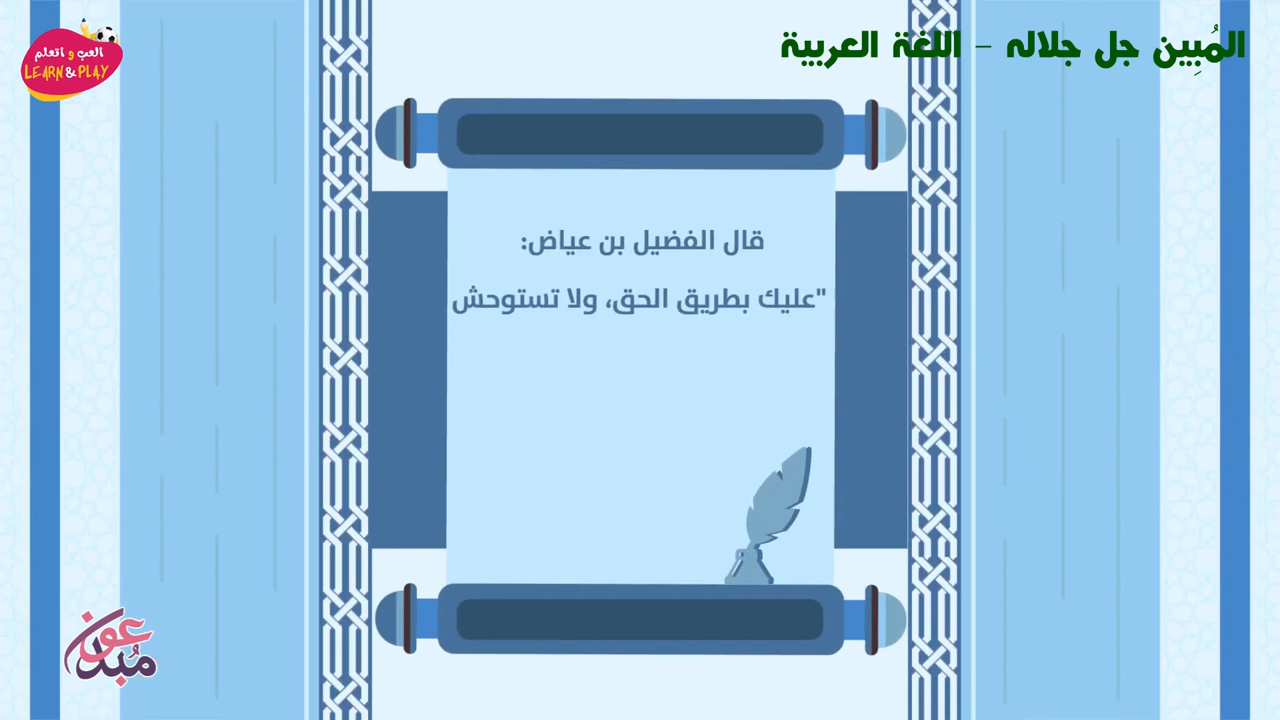 المُبِين جل جلاله – اللغة العربية
العب و اتعلم
LEARN & PLAY
قال الفضيل بن عياض:
"عليك بطريق الحق، ولا تستوحش
مُبدعون